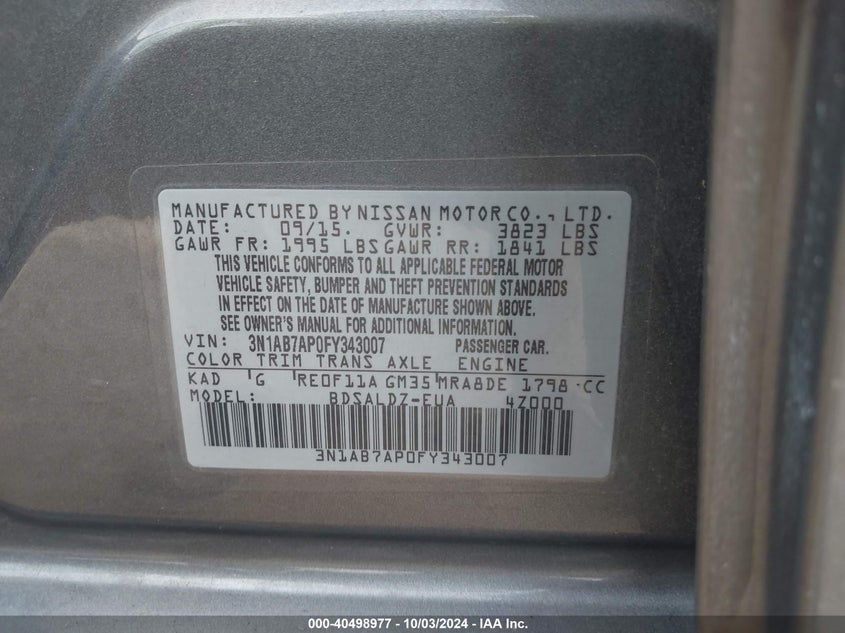 MANUFACTURED BY NISSAN MOTOR CO., LTD.
DATE: 09/15. GVWR: 3823 LBS
GAWR FR: 1995 LBS GAWR RR: 1841 LBS
THIS VEHICLE CONFORMS TO ALL APPLICABLE FEDERAL MOTOR
VEHICLE SAFETY, BUMPER AND THEFT PREVENTION STANDARDS
IN EFFECT ON THE DATE OF MANUFACTURE SHOWN ABOVE.
SEE OWNER'S MANUAL FOR ADDITIONAL INFORMATION.
VIN: 3N1AB7AP0FY343007 PASSENGER CAR.
COLOR TRIM TRANS AXLE ENGINE
KAD G RE0F11A GM35 MRA8DE 1798 CC
MODEL: BDSALDZ-EUA 4Z000
3N1AB7AP0FY343007
000-40498977 - 10/03/2024 - IAA Inc.